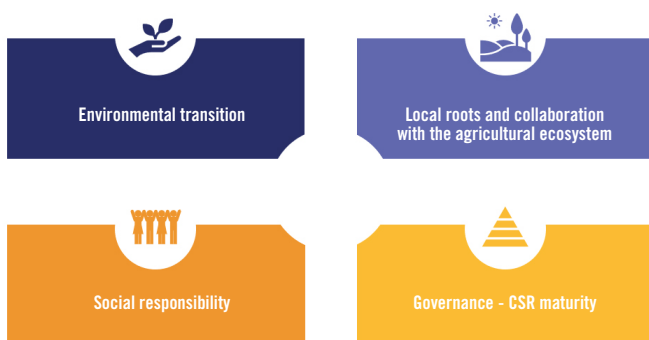 Environmental transition
Local roots and collaboration
with the agricultural ecosystem
Social responsibility
Governance - CSR maturity